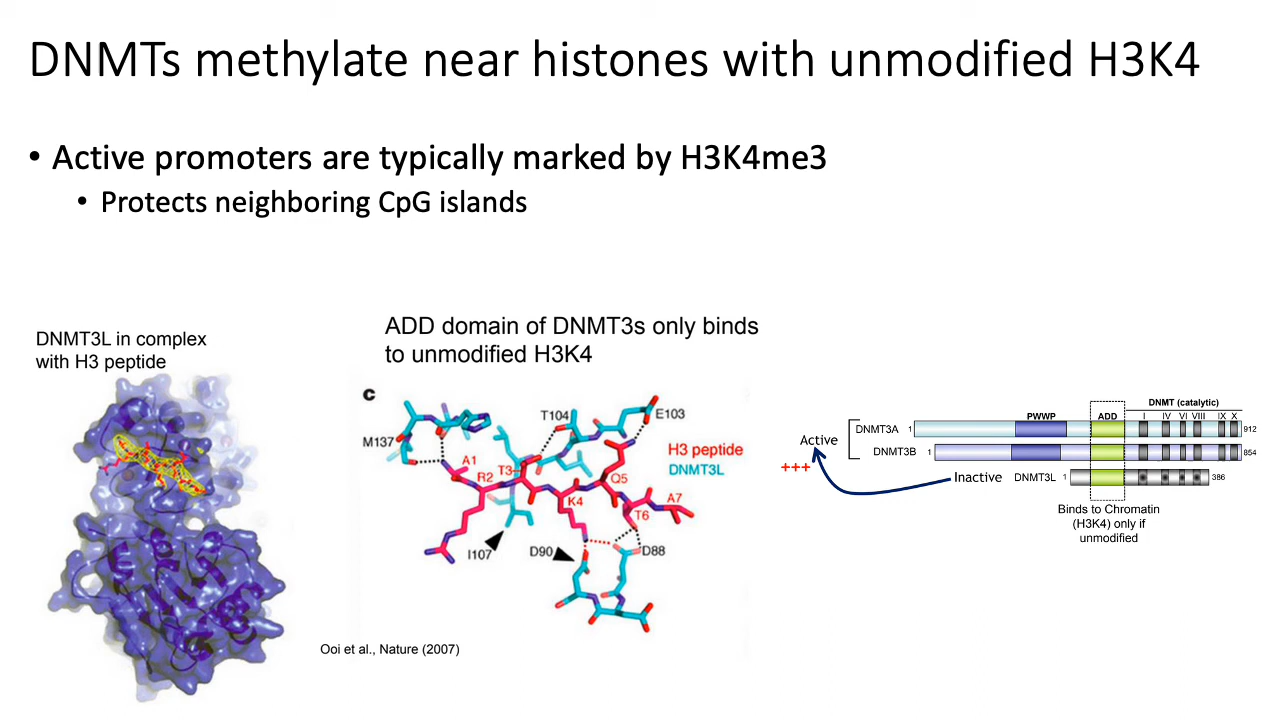 DNMTs methylate near histones with unmodified H3K4
• Active promoters are typically marked by H3K4me3
• Protects neighboring CpG islands
DNMT3L in complex
with H3 peptide
ADD domain of DNMT3s only binds
to unmodified H3K4
c
T104
E103
M137
H3 peptide
DNMT3L
A1
R2
T3
K4
Q5
A7
T6
I107
D90
D88
Ooi et al., Nature (2007)
DNMT (catalytic)
PWWP
ADD
I IV VI VIII IX X
DNMT3A 1 912
Active
DNMT3B 1 854
+++
Inactive DNMT3L 1 386
Binds to Chromatin
(H3K4) only if
unmodified